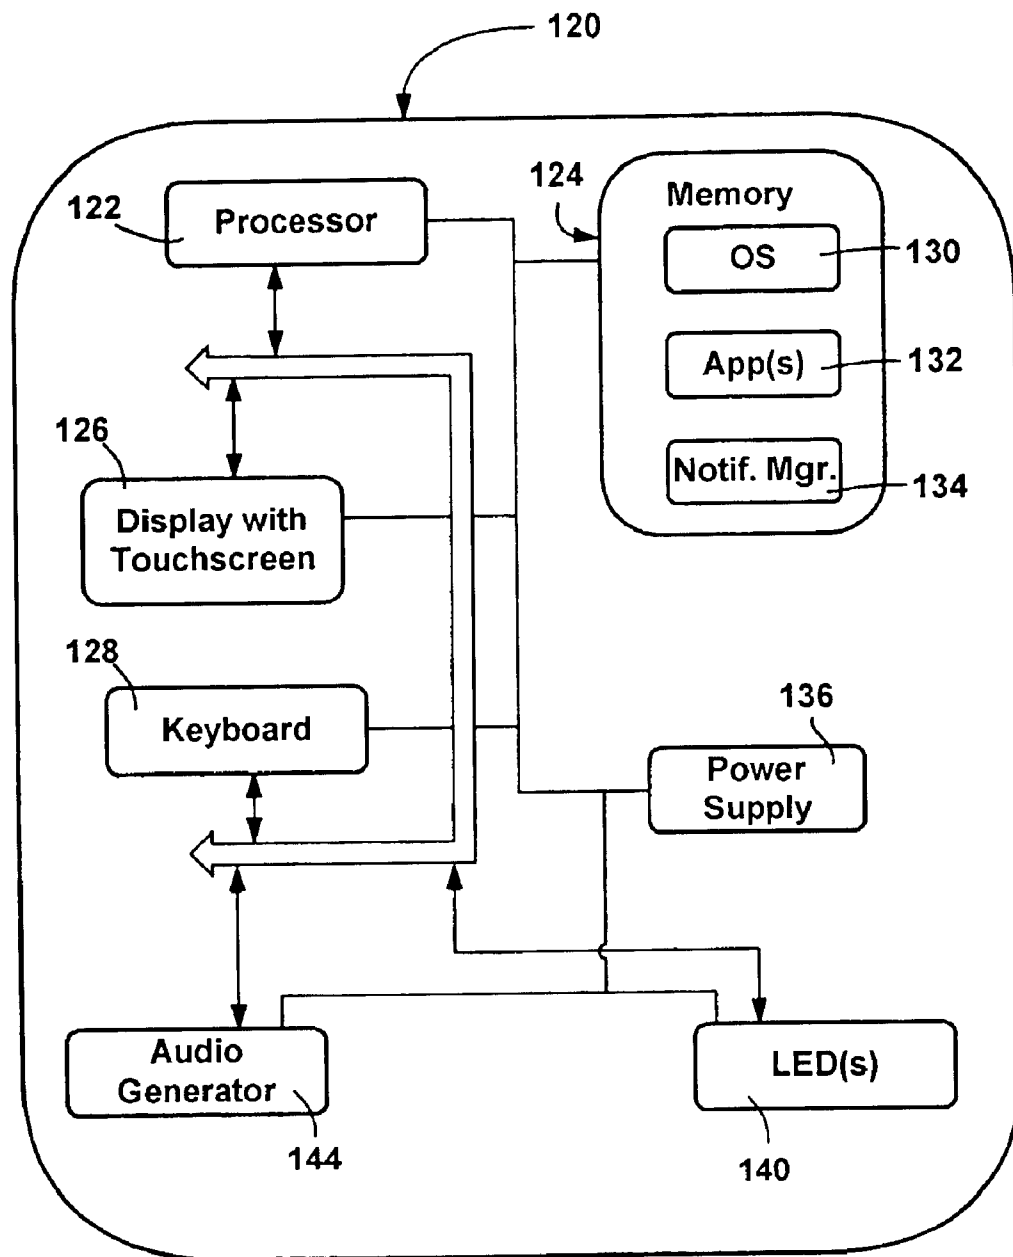 120
124
Memory
122
Processor
OS
130
App(s)
132
126
Notif. Mgr.
134
Display with
Touchscreen
128
Keyboard
136
Power
Supply
Audio
Generator
LED(s)
144
140